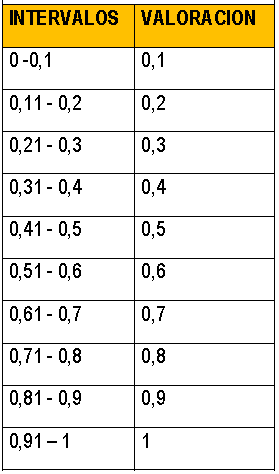 INTERVALOS VALORACION
0 -0,1 0,1
0,11 - 0,2 0,2
0,21 - 0,3 0,3
0,31 - 0,4 0,4
0,41 - 0,5 0,5
0,51 - 0,6 0,6
0,61 - 0,7 0,7
0,71 - 0,8 0,8
0,81 - 0,9 0,9
0,91 – 1 1